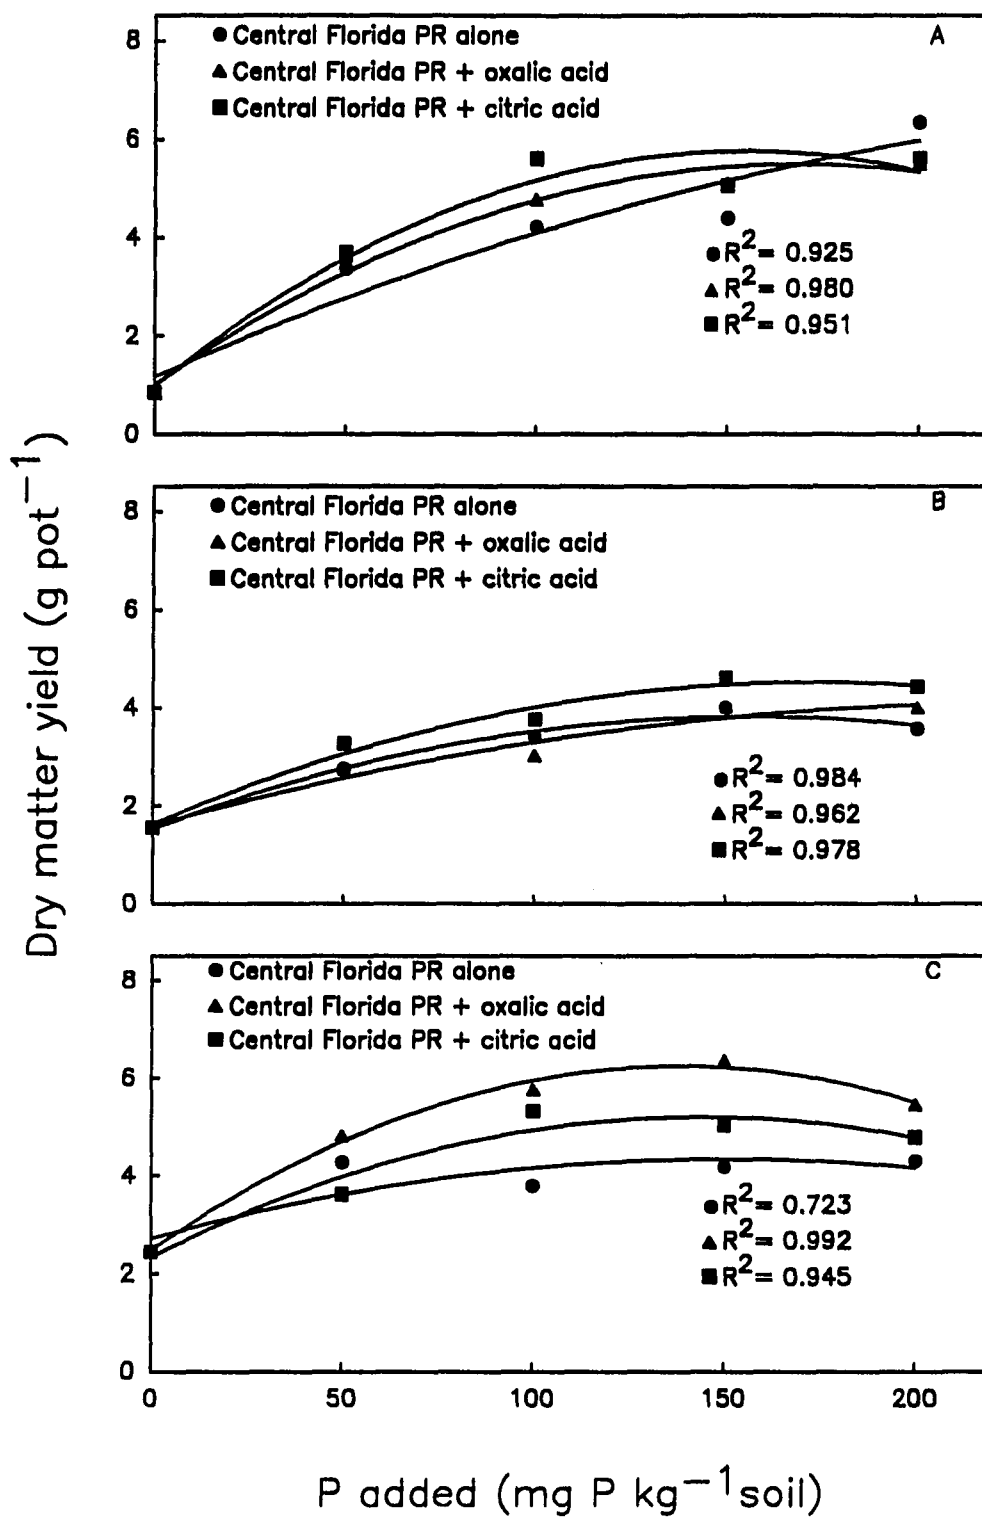 8
6
4
2
0
● Central Florida PR alone
▲ Central Florida PR + oxalic acid
■ Central Florida PR + citric acid
A
● R² = 0.925
▲ R² = 0.980
■ R² = 0.951
8
6
4
2
0
● Central Florida PR alone
▲ Central Florida PR + oxalic acid
■ Central Florida PR + citric acid
B
● R² = 0.984
▲ R² = 0.962
■ R² = 0.978
Dry matter yield (g pot⁻¹)
8
6
4
2
0
● Central Florida PR alone
▲ Central Florida PR + oxalic acid
■ Central Florida PR + citric acid
C
● R² = 0.723
▲ R² = 0.992
■ R² = 0.945
0 50 100 150 200
P added (mg P kg⁻¹ soil)